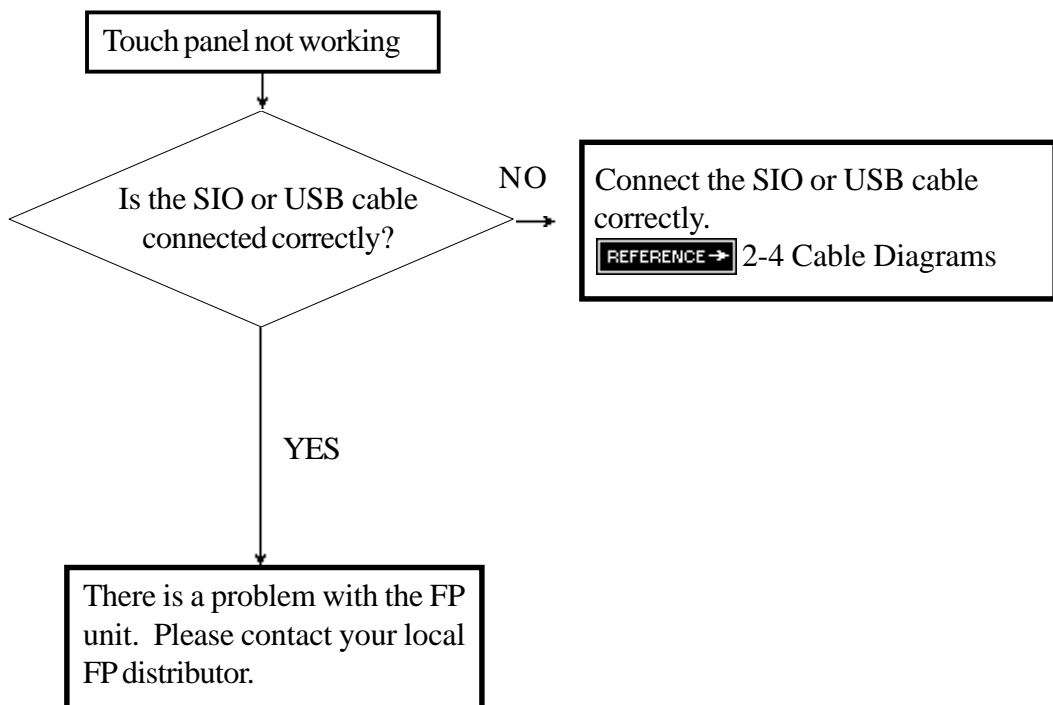 Touch panel not working
Is the SIO or USB cable
connected correctly?
NO
Connect the SIO or USB cable
correctly.
REFERENCE→ 2-4 Cable Diagrams
YES
There is a problem with the FP
unit. Please contact your local
FP distributor.